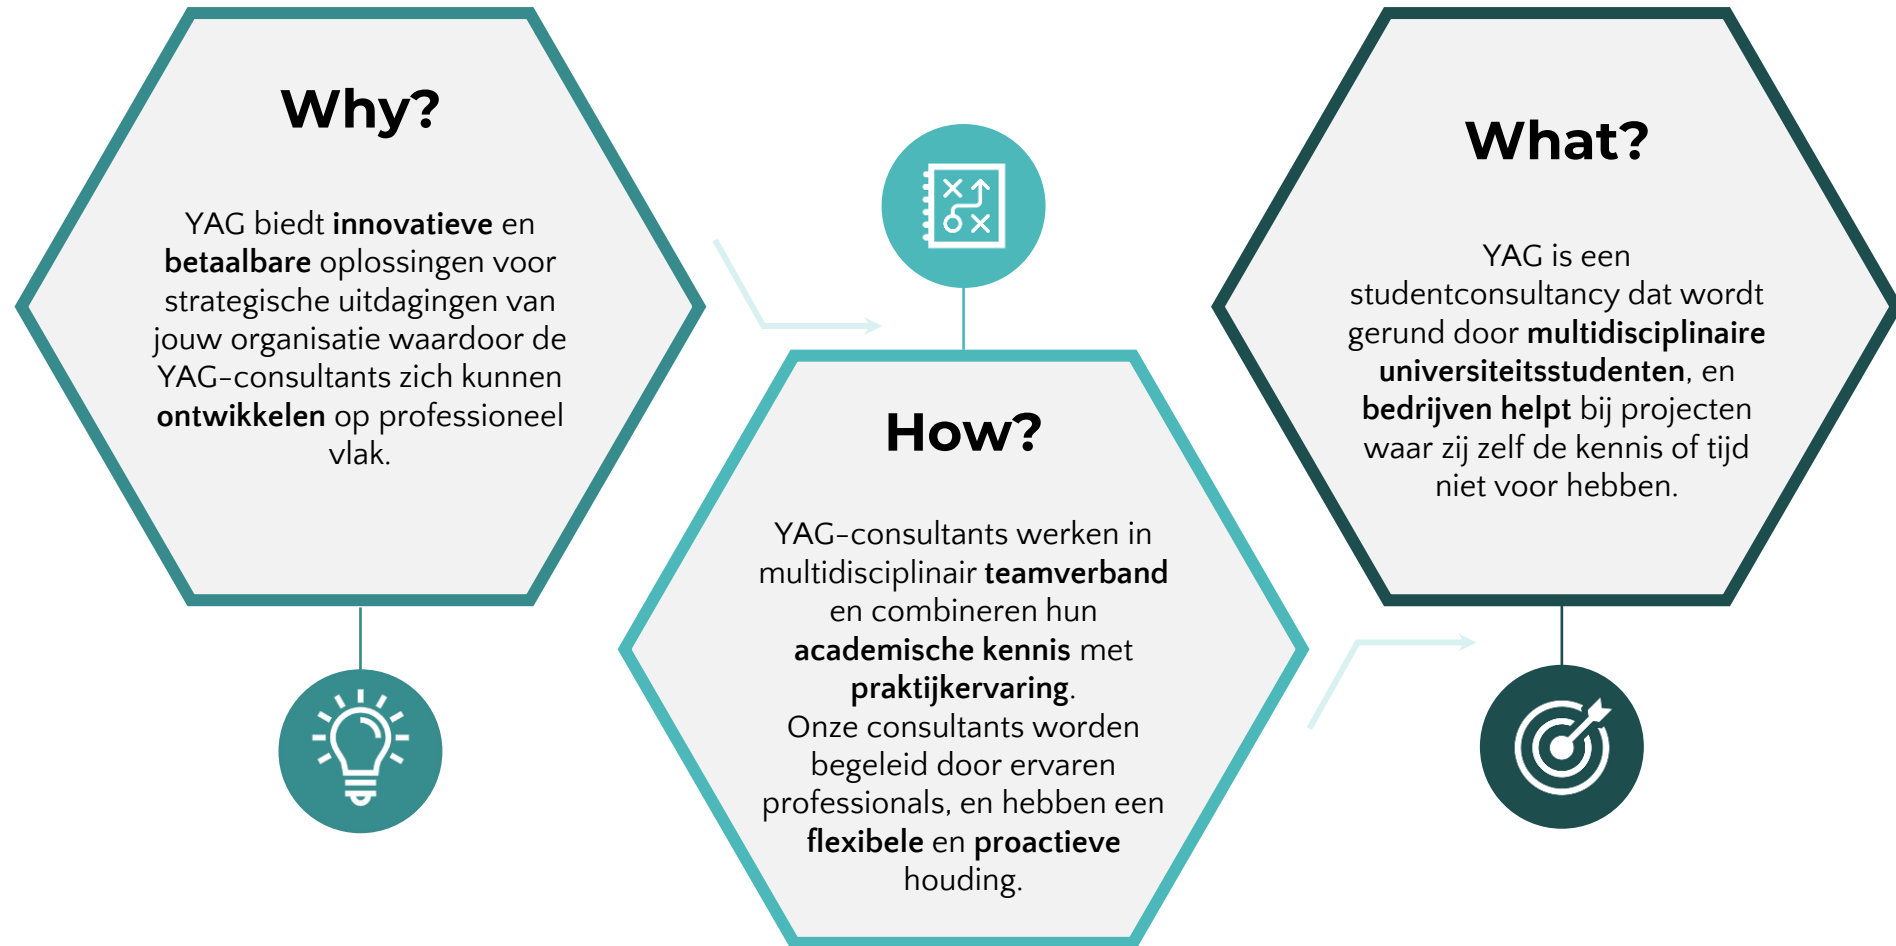 Why?
YAG biedt innovatieve en
betaalbare oplossingen voor
strategische uitdagingen van
jouw organisatie waardoor de
YAG-consultants zich kunnen
ontwikkelen op professioneel
vlak.
How?
YAG-consultants werken in
multidisciplinair teamverband
en combineren hun
academische kennis met
praktijkervaring.
Onze consultants worden
begeleid door ervaren
professionals, en hebben een
flexibele en proactieve
houding.
What?
YAG is een
studentconsultancy dat wordt
gerund door multidisciplinaire
universiteitsstudenten, en
bedrijven helpt bij projecten
waar zij zelf de kennis of tijd
niet voor hebben.